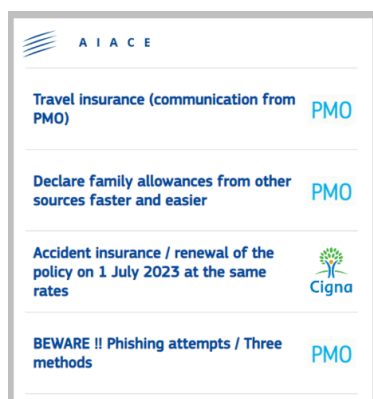 A I A C E
Travel insurance (communication from
PMO)
PMO
Declare family allowances from other
sources faster and easier
PMO
Accident insurance / renewal of the
policy on 1 July 2023 at the same
rates
Cigna
BEWARE !! Phishing attempts / Three
methods
PMO